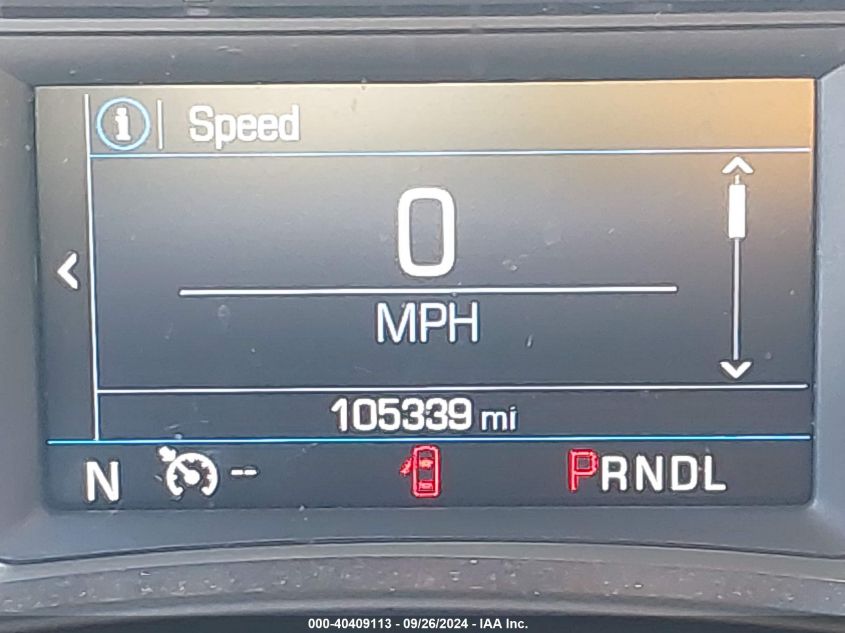 Speed
0
MPH
105339 mi
N -- PRNDL
000-40409113 - 09/26/2024 - IAA Inc.